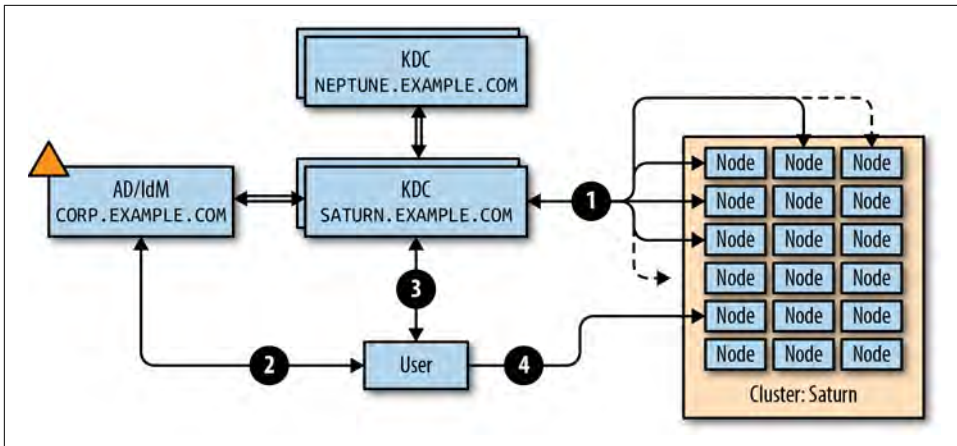 KDC
NEPTUNE.EXAMPLE.COM
AD/IdM
CORP.EXAMPLE.COM
KDC
SATURN.EXAMPLE.COM
1
Node Node Node
Node Node Node
Node Node Node
Node Node Node
Node Node Node
Node Node Node
Cluster: Saturn
3
2
User
4